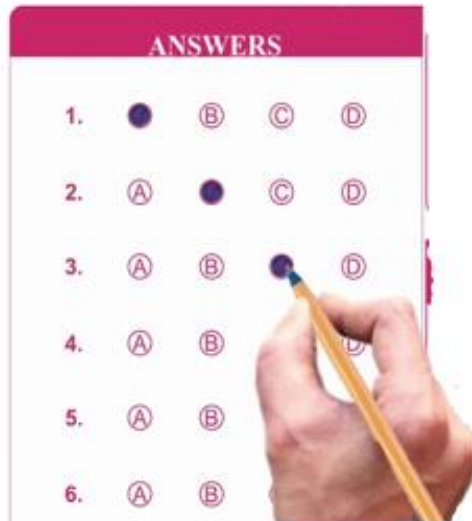 ANSWERS
1. Ⓑ Ⓒ Ⓓ
2. Ⓐ Ⓒ Ⓓ
3. Ⓐ Ⓑ Ⓓ
4. Ⓐ Ⓑ Ⓓ
5. Ⓐ Ⓑ
6. Ⓐ Ⓑ